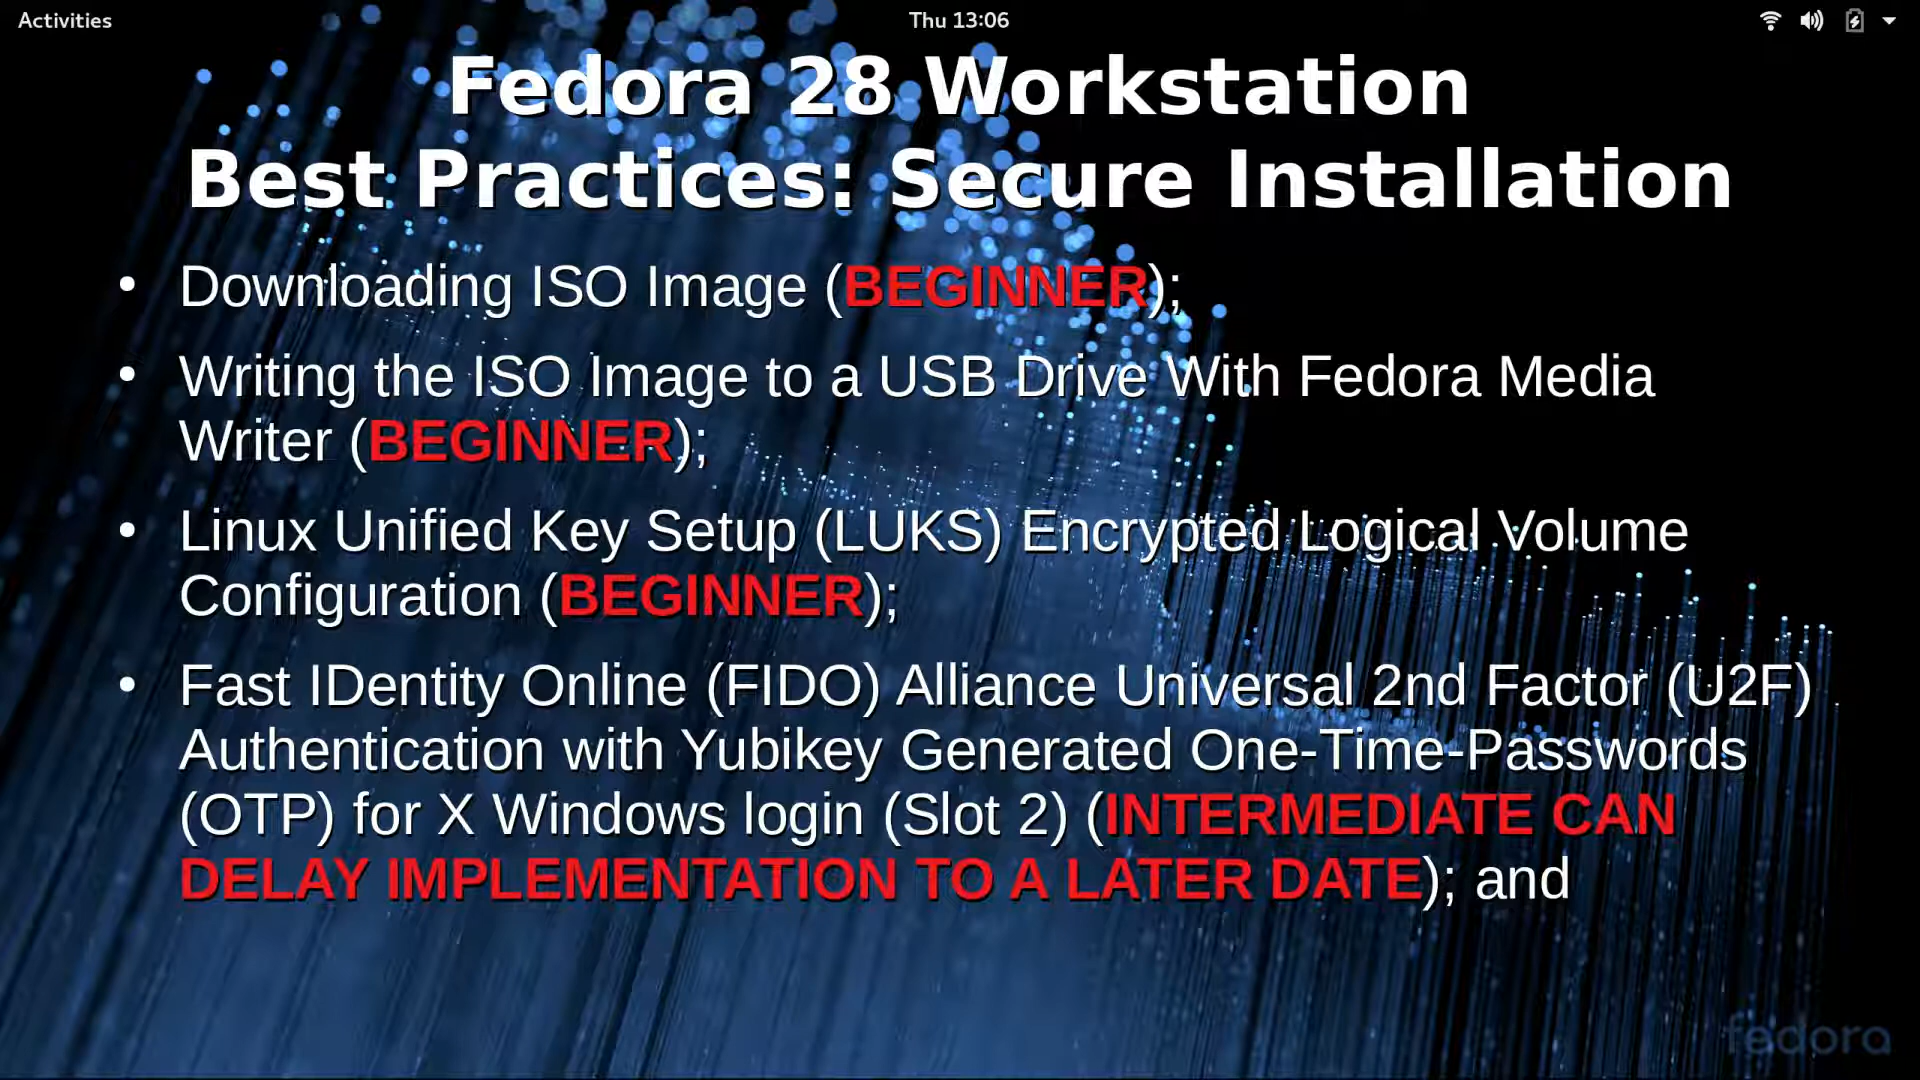 Activities
Thu 13:06
Fedora 28 Workstation
Best Practices: Secure Installation
• Downloading ISO Image (BEGINNER);
• Writing the ISO Image to a USB Drive With Fedora Media
Writer (BEGINNER);
• Linux Unified Key Setup (LUKS) Encrypted Logical Volume
Configuration (BEGINNER);
• Fast IDentity Online (FIDO) Alliance Universal 2nd Factor (U2F)
Authentication with Yubikey Generated One-Time-Passwords
(OTP) for X Windows login (Slot 2) (INTERMEDIATE CAN
DELAY IMPLEMENTATION TO A LATER DATE); and
fedora